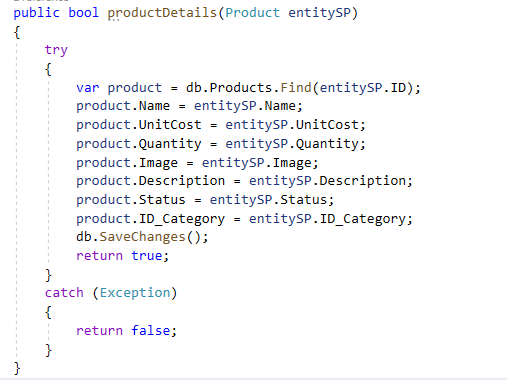 public bool productDetails(Product entitySP)
{
try
{
var product = db.Products.Find(entitySP.ID);
product.Name = entitySP.Name;
product.UnitCost = entitySP.UnitCost;
product.Quantity = entitySP.Quantity;
product.Image = entitySP.Image;
product.Description = entitySP.Description;
product.Status = entitySP.Status;
product.ID_Category = entitySP.ID_Category;
db.SaveChanges();
return true;
}
catch (Exception)
{
return false;
}
}